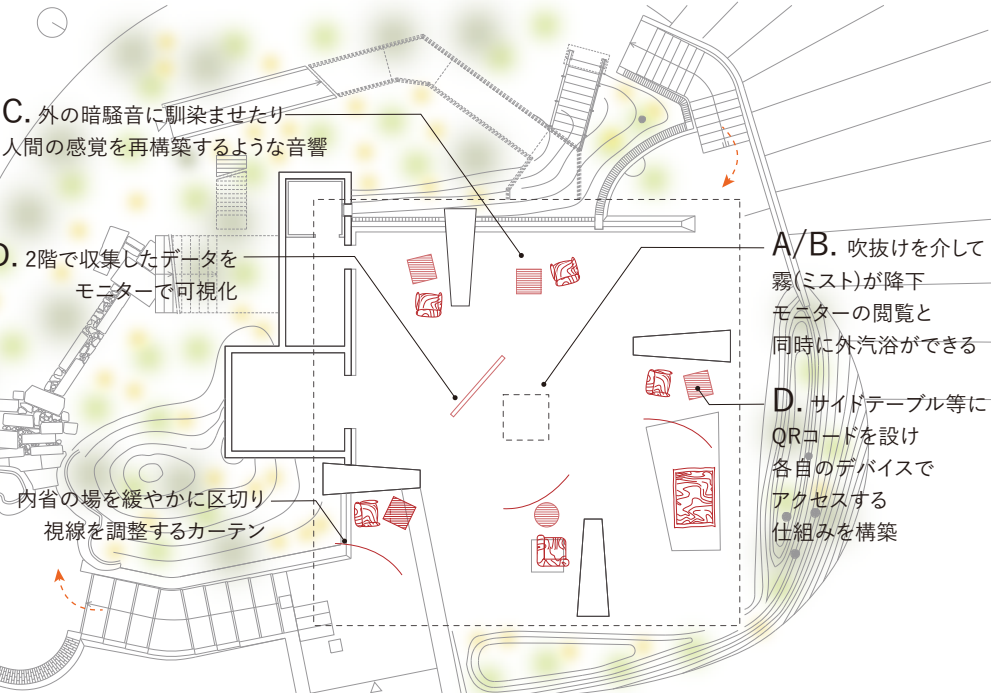 C. 外の暗騒音に馴染ませたり
人間の感覚を再構築するような音響
D. 2階で収集したデータを
モニターで可視化
A/B. 吹抜けを介して
霧(ミスト)が降下
モニターの閲覧と
同時に外汽浴ができる
D. サイドテーブル等に
QRコードを設け
各自のデバイスで
アクセスする
仕組みを構築
内省の場を緩やかに区切り
視線を調整するカーテン